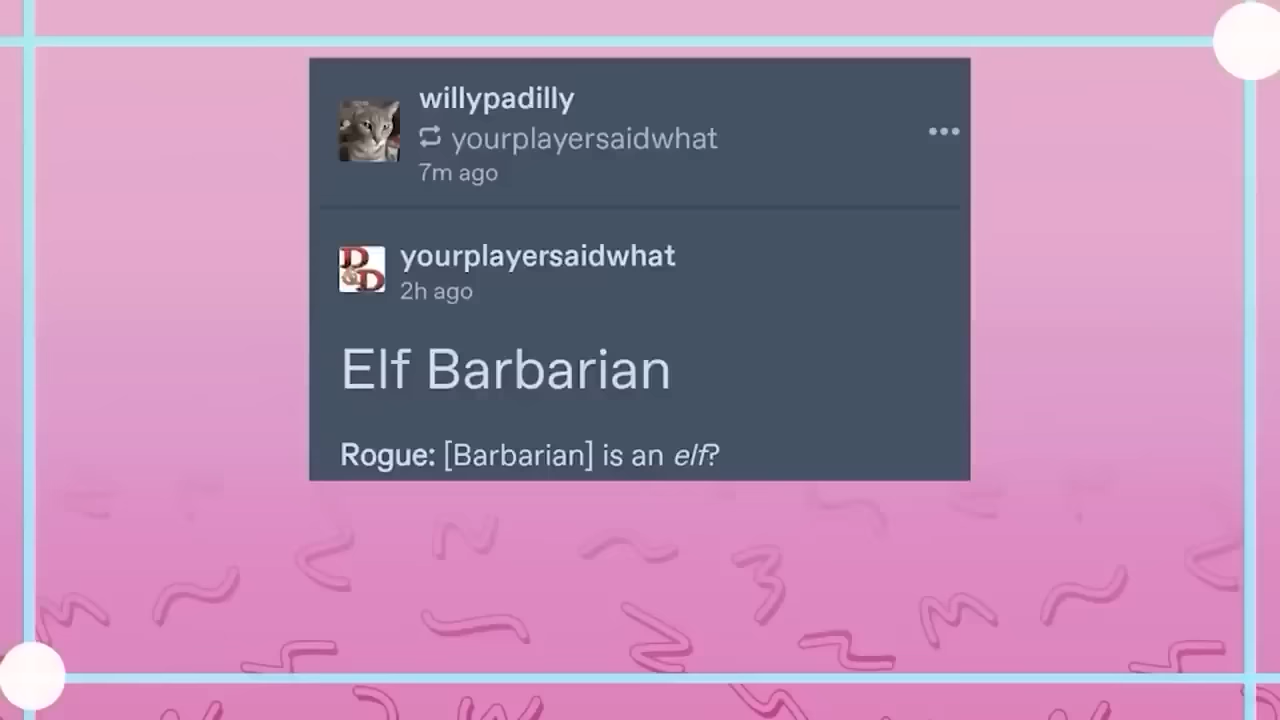 willypadilly
yourplayersaidwhat
7m ago
D&D
yourplayersaidwhat
2h ago
Elf Barbarian
Rogue: [Barbarian] is an elf?